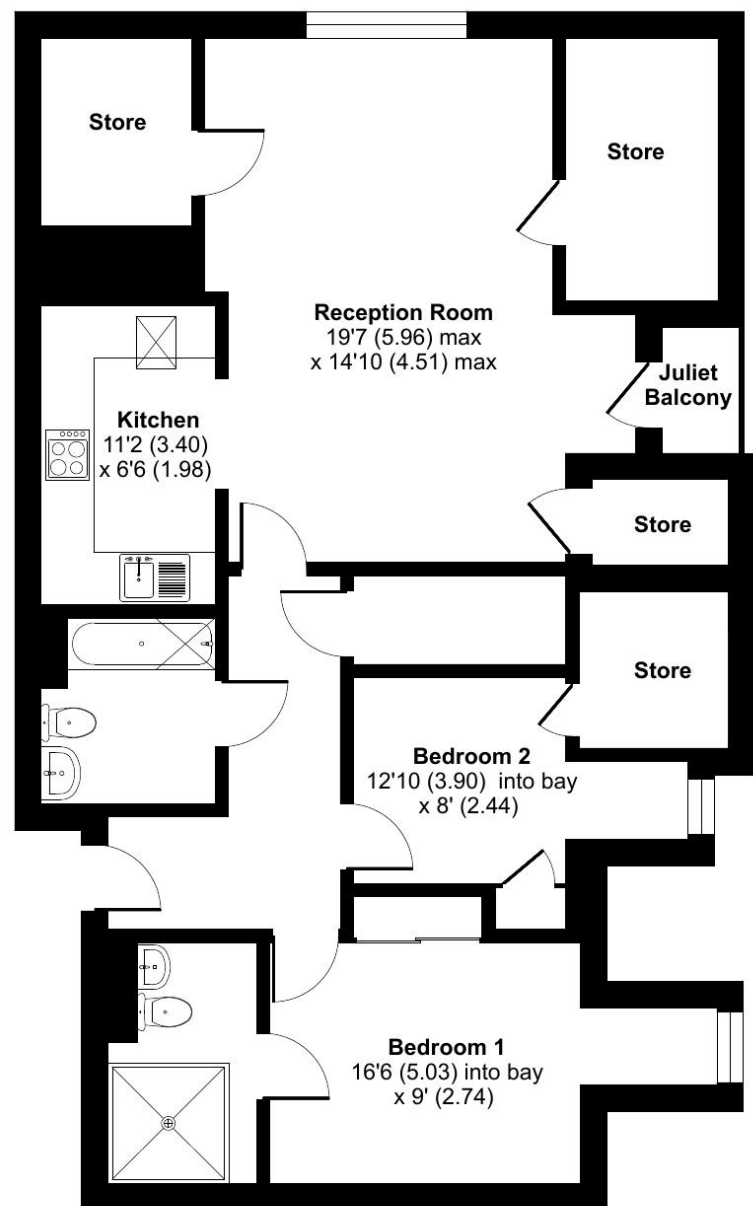 Store
Store
Reception Room
19'7 (5.96) max
x 14'10 (4.51) max
Juliet
Balcony
Kitchen
11'2 (3.40)
x 6'6 (1.98)
Store
Store
Bedroom 2
12'10 (3.90) into bay
x 8' (2.44)
Bedroom 1
16'6 (5.03) into bay
x 9' (2.74)